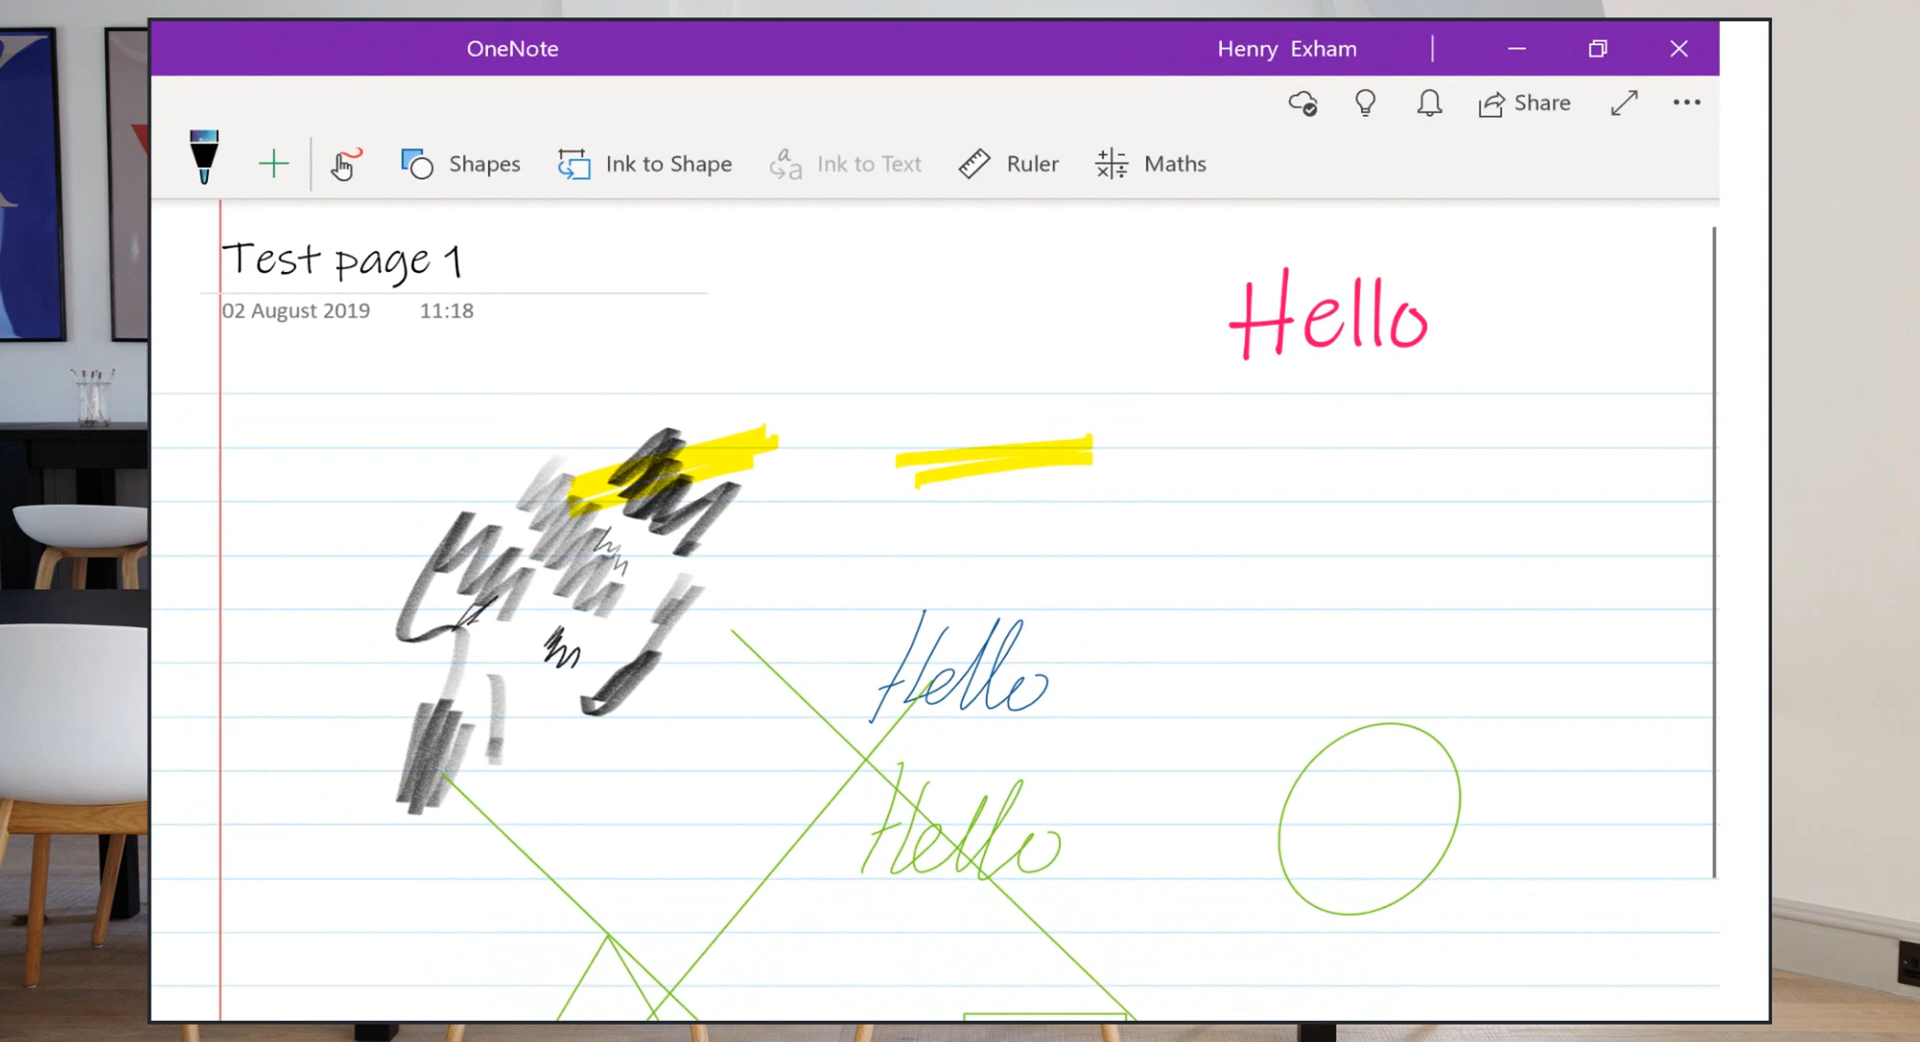 OneNote
Henry Exham
Share
Shapes
Ink to Shape
Ink to Text
Ruler
Maths
Test page 1
02 August 2019 11:18
Hello
Hello
Hello